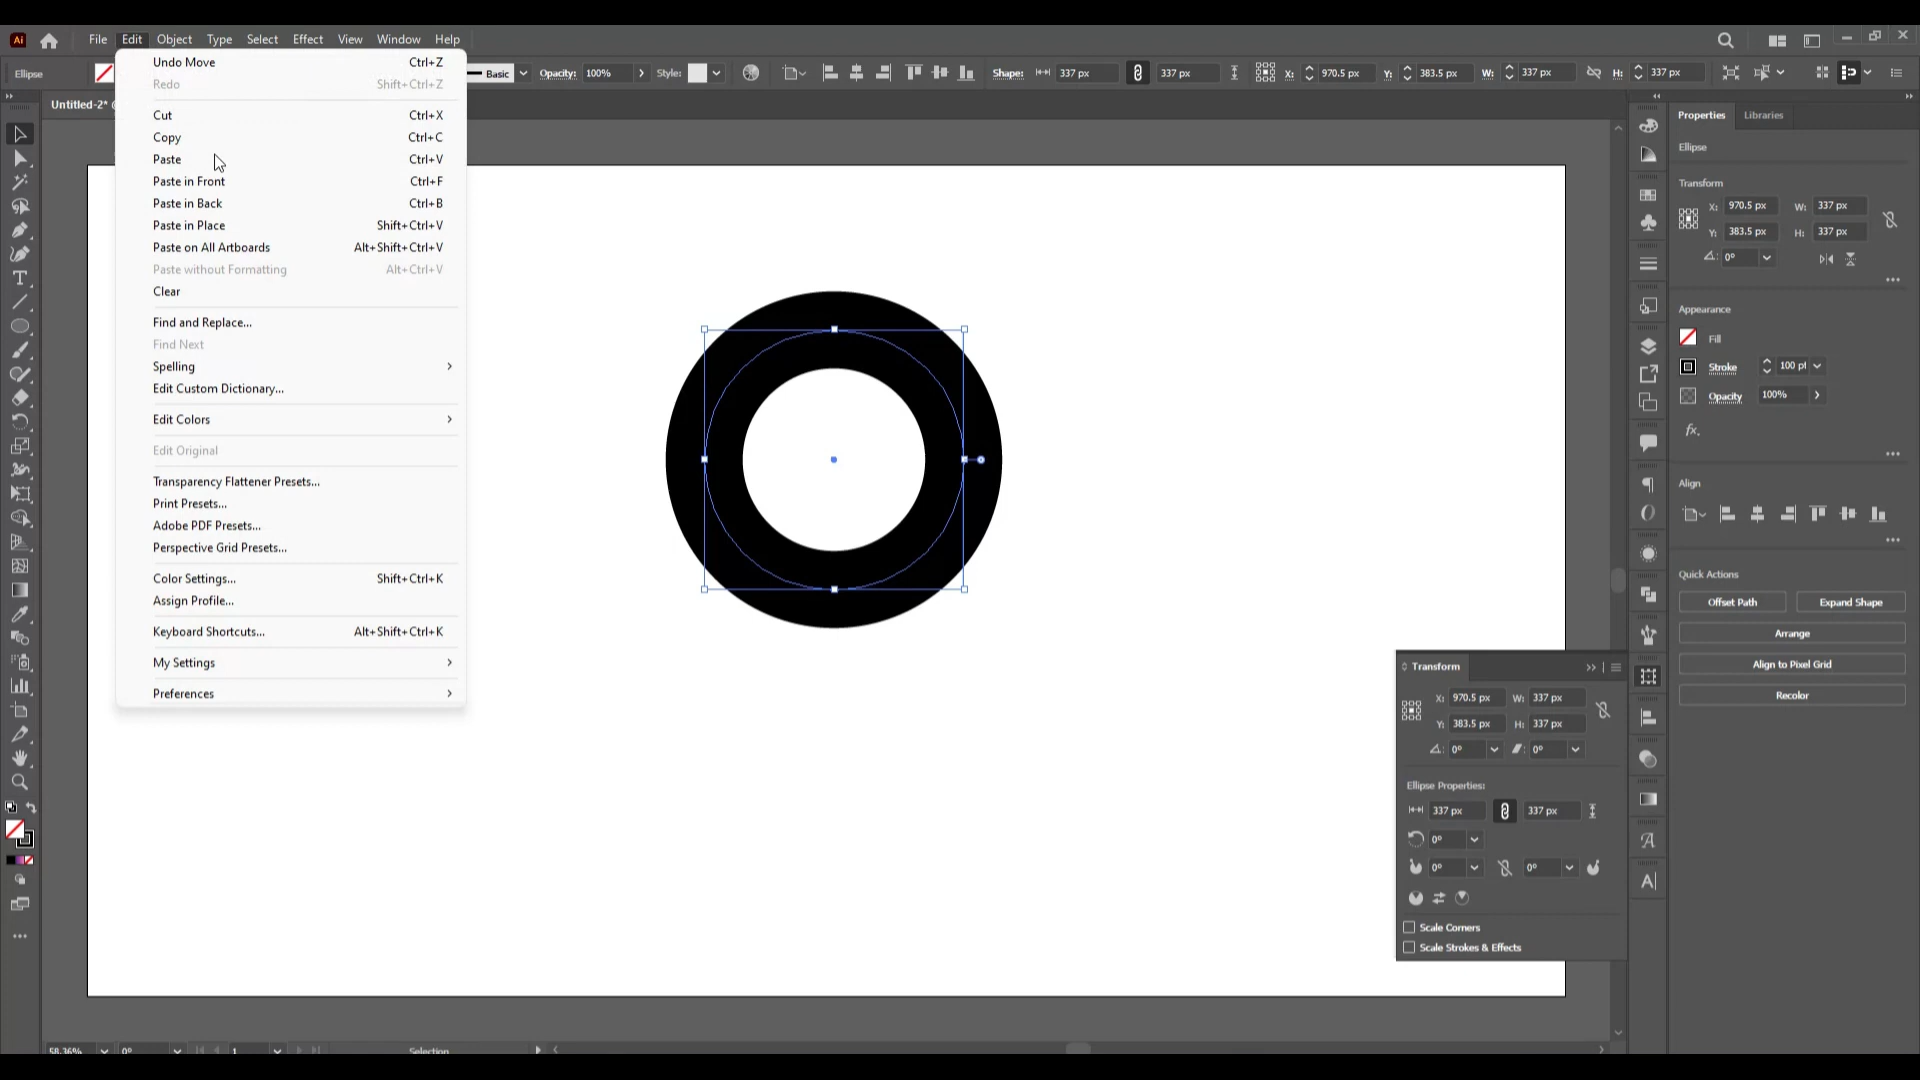 Ai File Edit Object Type Select Effect View Window Help
Ellipse Basic Opacity: 100% Style: Shape: 337 px 337 px X: 970.5 px Y: 383.5 px W: 337 px H: 337 px
Untitled-2*
Undo Move Ctrl+Z
Redo Shift+Ctrl+Z
Cut Ctrl+X
Copy Ctrl+C
Paste Ctrl+V
Paste in Front Ctrl+F
Paste in Back Ctrl+B
Paste in Place Shift+Ctrl+V
Paste on All Artboards Alt+Shift+Ctrl+V
Paste without Formatting Alt+Ctrl+V
Clear
Find and Replace...
Find Next
Spelling
Edit Custom Dictionary...
Edit Colors
Edit Original
Transparency Flattener Presets...
Print Presets...
Adobe PDF Presets...
Perspective Grid Presets...
Color Settings... Shift+Ctrl+K
Assign Profile...
Keyboard Shortcuts... Alt+Shift+Ctrl+K
My Settings
Preferences
Properties Libraries
Ellipse
Transform
X: 970.5 px W: 337 px
Y: 383.5 px H: 337 px
0°
Appearance
Fill
Stroke 100 pt
Opacity 100%
fx.
Align
Quick Actions
Offset Path Expand Shape
Arrange
Align to Pixel Grid
Recolor
Transform
X: 970.5 px W: 337 px
Y: 383.5 px H: 337 px
0° 0°
Ellipse Properties:
337 px 337 px
0°
0° 0°
Scale Corners
Scale Strokes & Effects
58.36% 0° 1 Selection